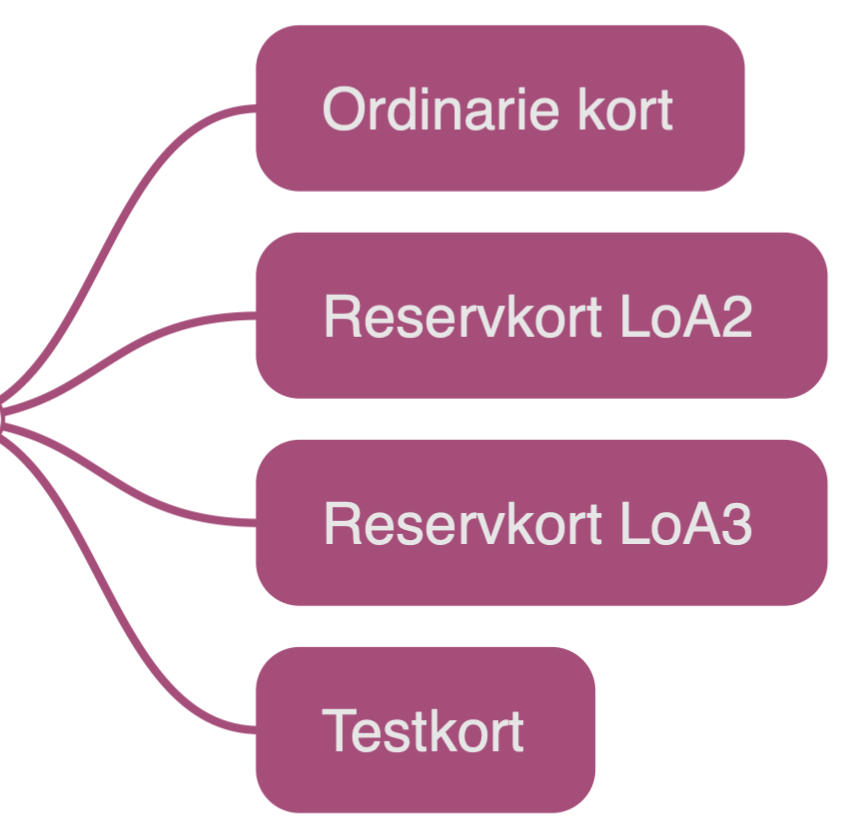 Ordinarie kort
Reservkort LoA2
Reservkort LoA3
Testkort